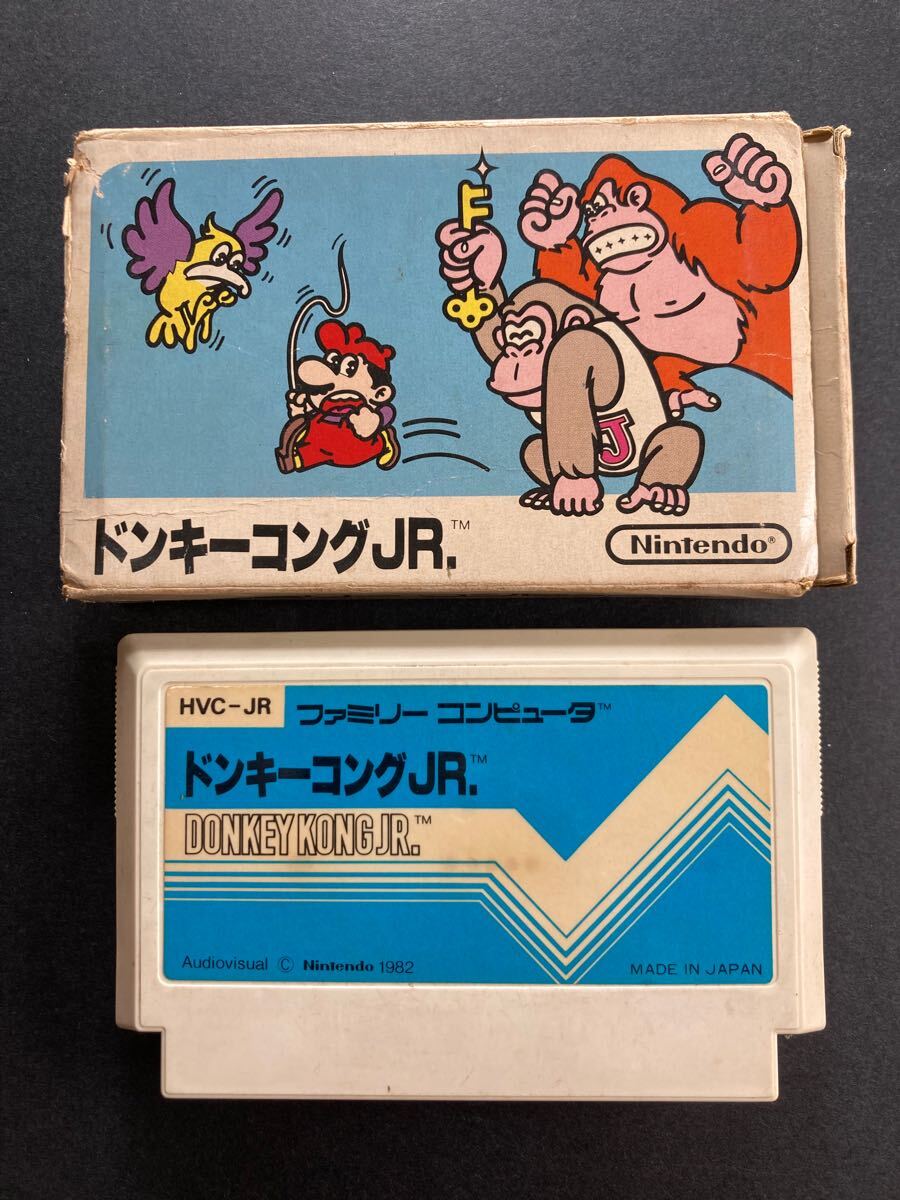 J
ドンキーコングJR.™
Nintendo®
HVC-JR
ファミリー コンピュータ™
ドンキーコングJR.™
DONKEY KONG JR.™
Audiovisual © Nintendo 1982
MADE IN JAPAN